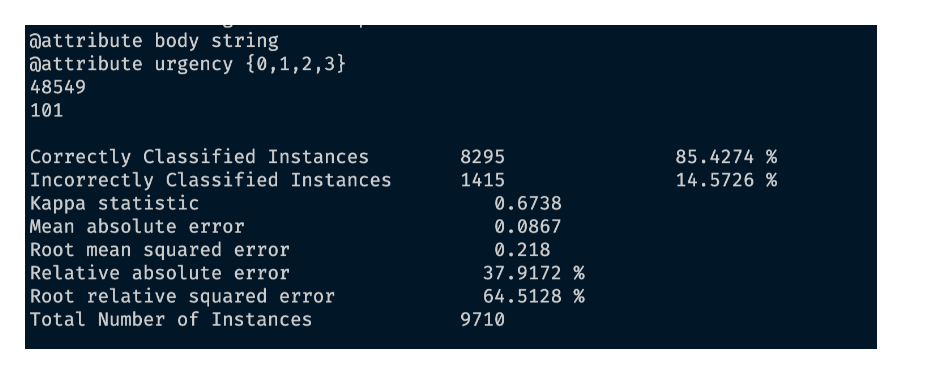 @attribute body string
@attribute urgency {0,1,2,3}
48549
101
Correctly Classified Instances 8295 85.4274 %
Incorrectly Classified Instances 1415 14.5726 %
Kappa statistic 0.6738
Mean absolute error 0.0867
Root mean squared error 0.218
Relative absolute error 37.9172 %
Root relative squared error 64.5128 %
Total Number of Instances 9710